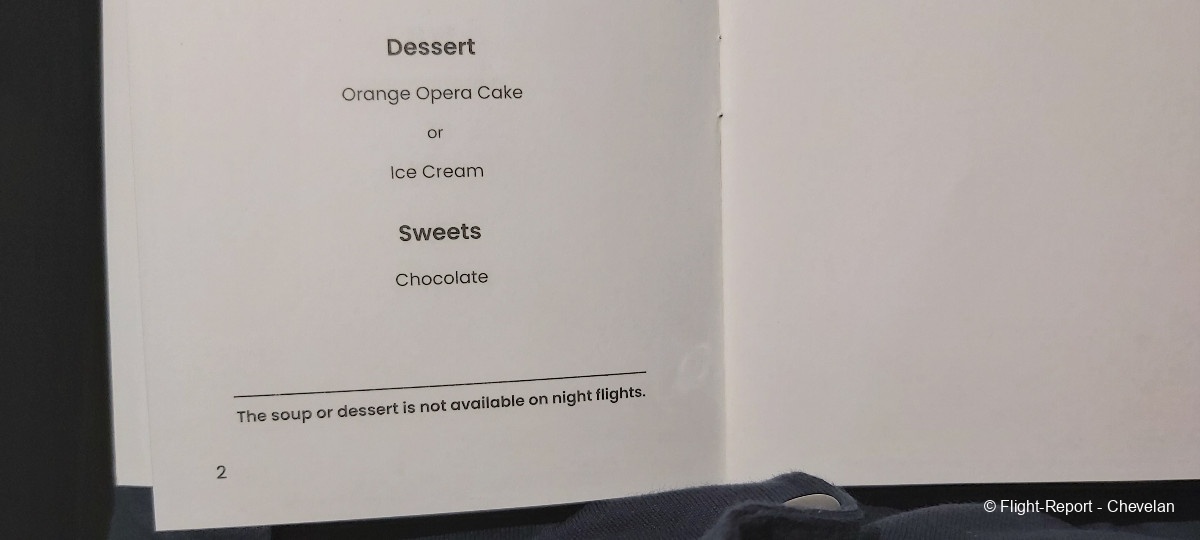 Dessert
Orange Opera Cake
or
Ice Cream
Sweets
Chocolate
The soup or dessert is not available on night flights.
2
© Flight-Report - Chevelan